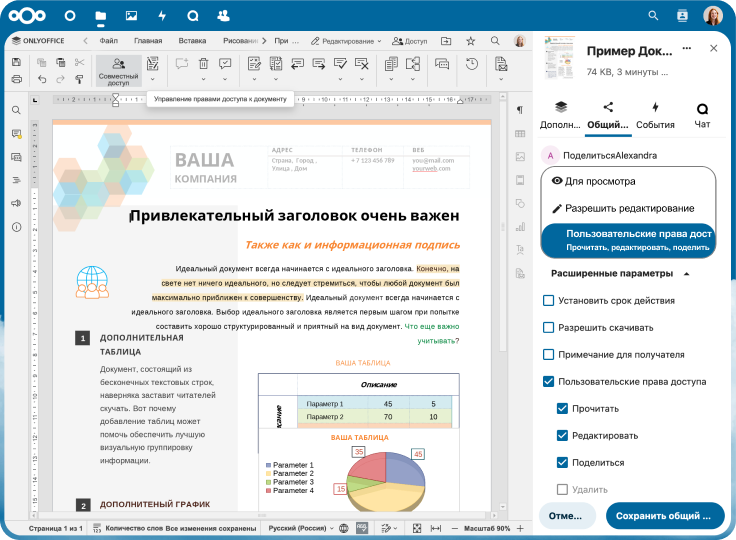 ONLYOFFICE
Файл
Главная
Вставка
Рисовани
При ...
Редактирование
Доступ
Совместный
доступ
Управление правами доступа к документу
ВАША
КОМПАНИЯ
АДРЕС
Страна, Город,
Улица., Дом
ТЕЛЕФОН
+ 7 123 456 789
ВЕБ
you@mail.com
yourweb.com
Привлекательный заголовок очень важен
Также как и информационная подпись
Идеальный документ всегда начинается с идеального заголовка. Конечно, на
свете нет ничего идеального, но следует стремиться, чтобы любой документ был
максимально приближен к совершенству. Идеальный документ всегда начинается с
идеального заголовка. Выбор идеального заголовка является первым шагом при попытке
составить хорошо структурированный и приятный на вид документ. Что еще важно
учитывать?
1 ДОПОЛНИТЕЛЬНАЯ
ТАБЛИЦА
Документ, состоящий из
бесконечных текстовых строк,
наверняка заставит читателей
скучать. Вот почему
добавление таблиц может
помочь обеспечить лучшую
визуальную группировку
информации.
2 ДОПОЛНИТЕНЫЙ ГРАФИК
ВАША ТАБЛИЦА
Описание
Параметр 1 45 5
Параметр 2 70 10
ВАША ТАБЛИЦА
Parameter 1
Parameter 2
Parameter 3
Parameter 4
35
45
15
Страница 1 из 1
Количество слов
Все изменения сохранены
Русский (Россия)
Масштаб 90%
Пример Док...
74 KB, 3 минуты ...
Дополн...
Общий...
События
Чат
A ПоделитьсяAlexandra
Для просмотра
Разрешить редактирование
Пользовательские права дост
Прочитать, редактировать, поделить
Расширенные параметры
Установить срок действия
Разрешить скачивать
Примечание для получателя
Пользовательские права доступа
Прочитать
Редактировать
Поделиться
Удалить
Отме...
Сохранить общий ...